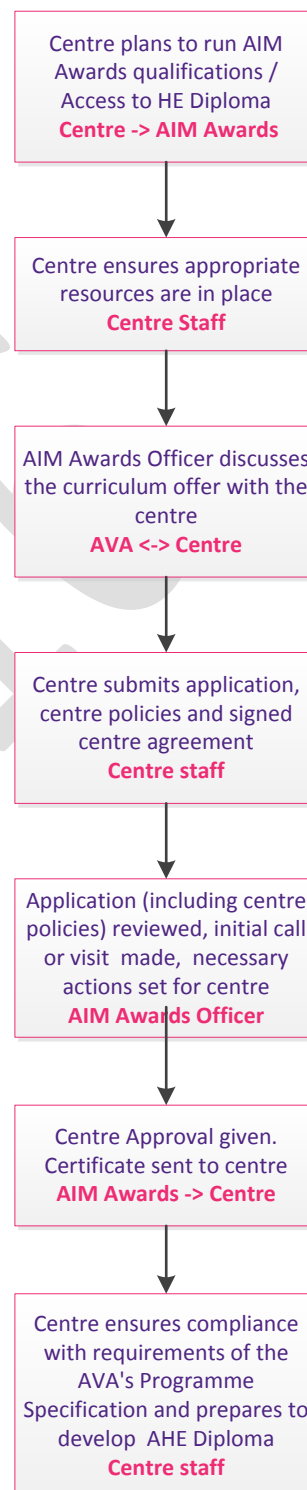 Centre plans to run AIM
Awards qualifications /
Access to HE Diploma
Centre -> AIM Awards
Centre ensures appropriate
resources are in place
Centre Staff
AIM Awards Officer discusses
the curriculum offer with the
centre
AVA <-> Centre
Centre submits application,
centre policies and signed
centre agreement
Centre staff
Application (including centre
policies) reviewed, initial call
or visit made, necessary
actions set for centre
AIM Awards Officer
Centre Approval given.
Certificate sent to centre
AIM Awards -> Centre
Centre ensures compliance
with requirements of the
AVA's Programme
Specification and prepares to
develop AHE Diploma
Centre staff